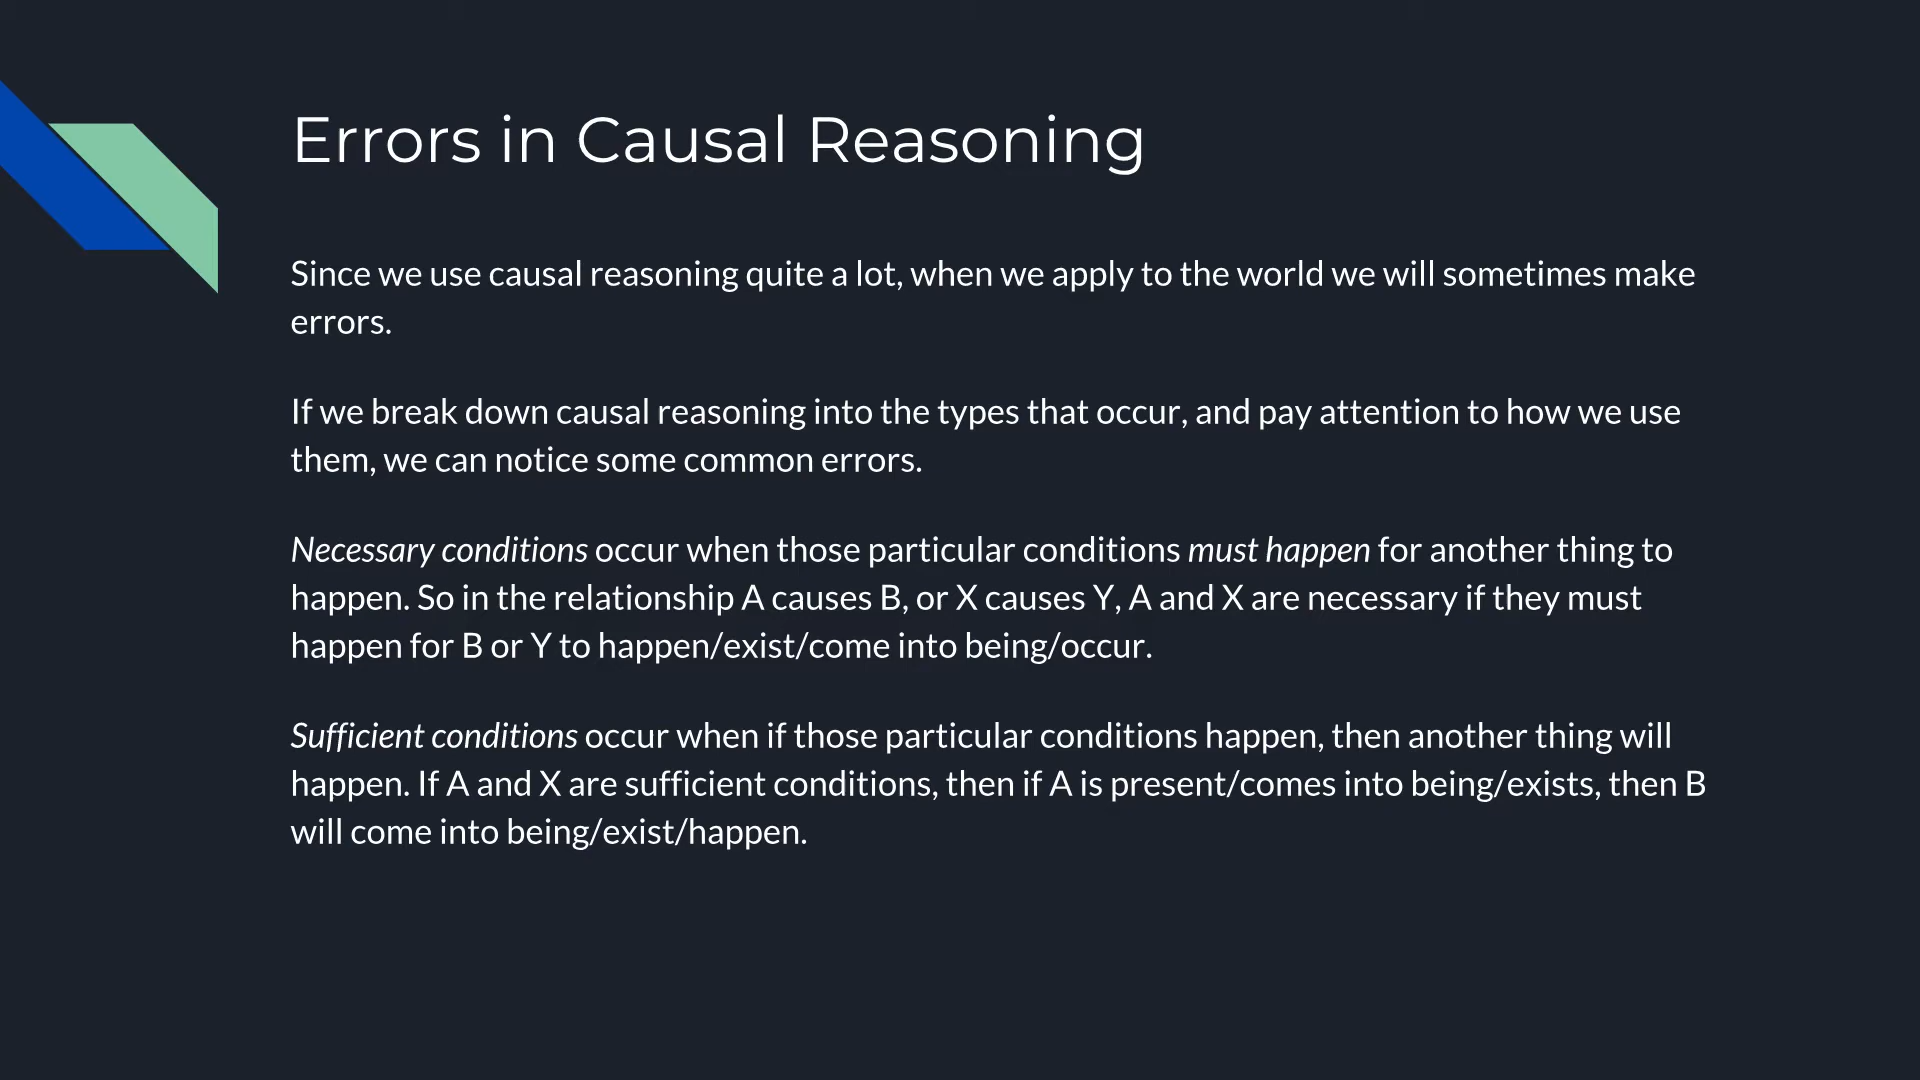 Errors in Causal Reasoning
Since we use causal reasoning quite a lot, when we apply to the world we will sometimes make
errors.
If we break down causal reasoning into the types that occur, and pay attention to how we use
them, we can notice some common errors.
Necessary conditions occur when those particular conditions must happen for another thing to
happen. So in the relationship A causes B, or X causes Y, A and X are necessary if they must
happen for B or Y to happen/exist/come into being/occur.
Sufficient conditions occur when if those particular conditions happen, then another thing will
happen. If A and X are sufficient conditions, then if A is present/comes into being/exists, then B
will come into being/exist/happen.